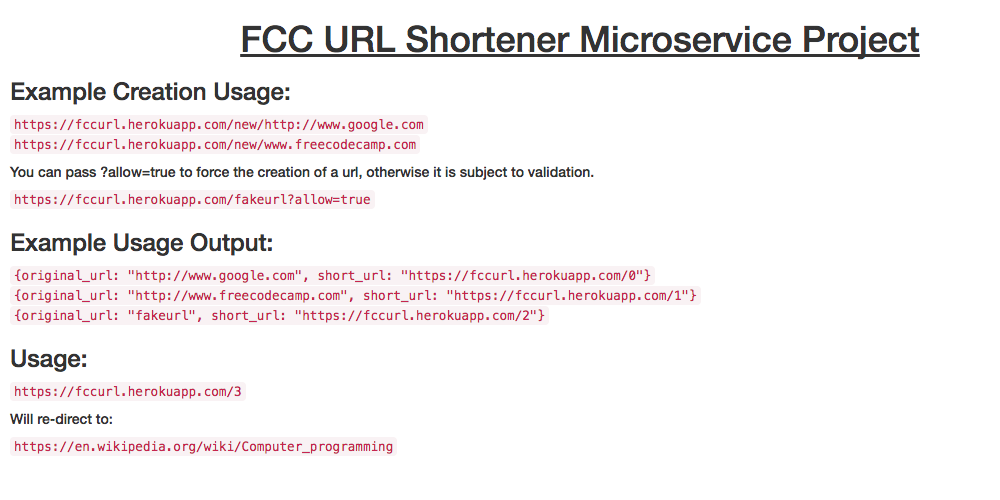 FCC URL Shortener Microservice Project
Example Creation Usage:
https://fccurl.herokuapp.com/new/http://www.google.com
https://fccurl.herokuapp.com/new/www.freecodecamp.com
You can pass ?allow=true to force the creation of a url, otherwise it is subject to validation.
https://fccurl.herokuapp.com/fakeurl?allow=true
Example Usage Output:
{original_url: "http://www.google.com", short_url: "https://fccurl.herokuapp.com/0"}
{original_url: "http://www.freecodecamp.com", short_url: "https://fccurl.herokuapp.com/1"}
{original_url: "fakeurl", short_url: "https://fccurl.herokuapp.com/2"}
Usage:
https://fccurl.herokuapp.com/3
Will re-direct to:
https://en.wikipedia.org/wiki/Computer_programming